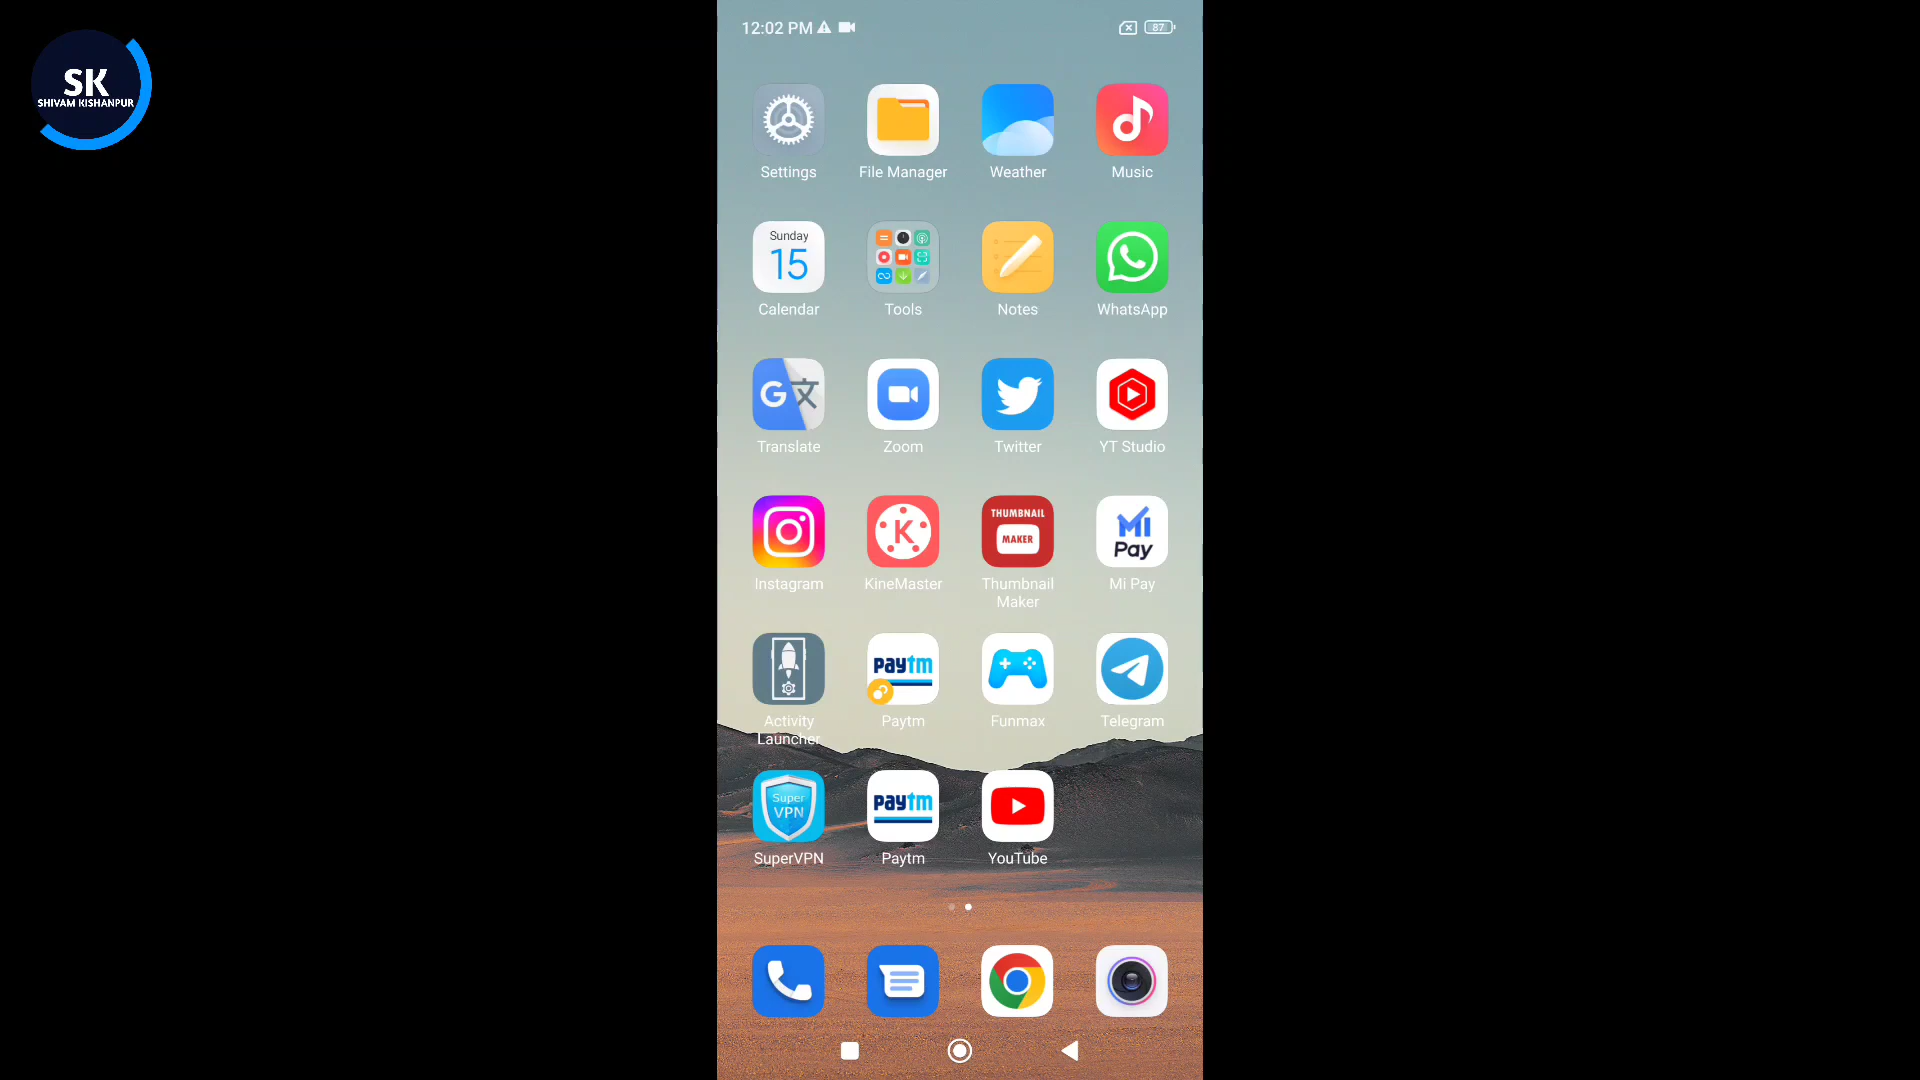 SK
SHIVAM KISHANPUR
12:02 PM
87
Settings
File Manager
Weather
Music
Sunday
15
Calendar
Tools
Notes
WhatsApp
G文
Translate
Zoom
Twitter
YT Studio
K
THUMBNAIL
MAKER
MI
Pay
Instagram
KineMaster
Thumbnail
Maker
Mi Pay
paytm
Activity
Launcher
Paytm
Funmax
Telegram
Super
VPN
paytm
SuperVPN
Paytm
YouTube